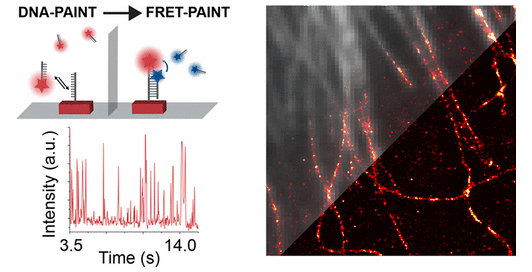 DNA-PAINT → FRET-PAINT
Intensity (a.u.)
3.5 14.0
Time (s)